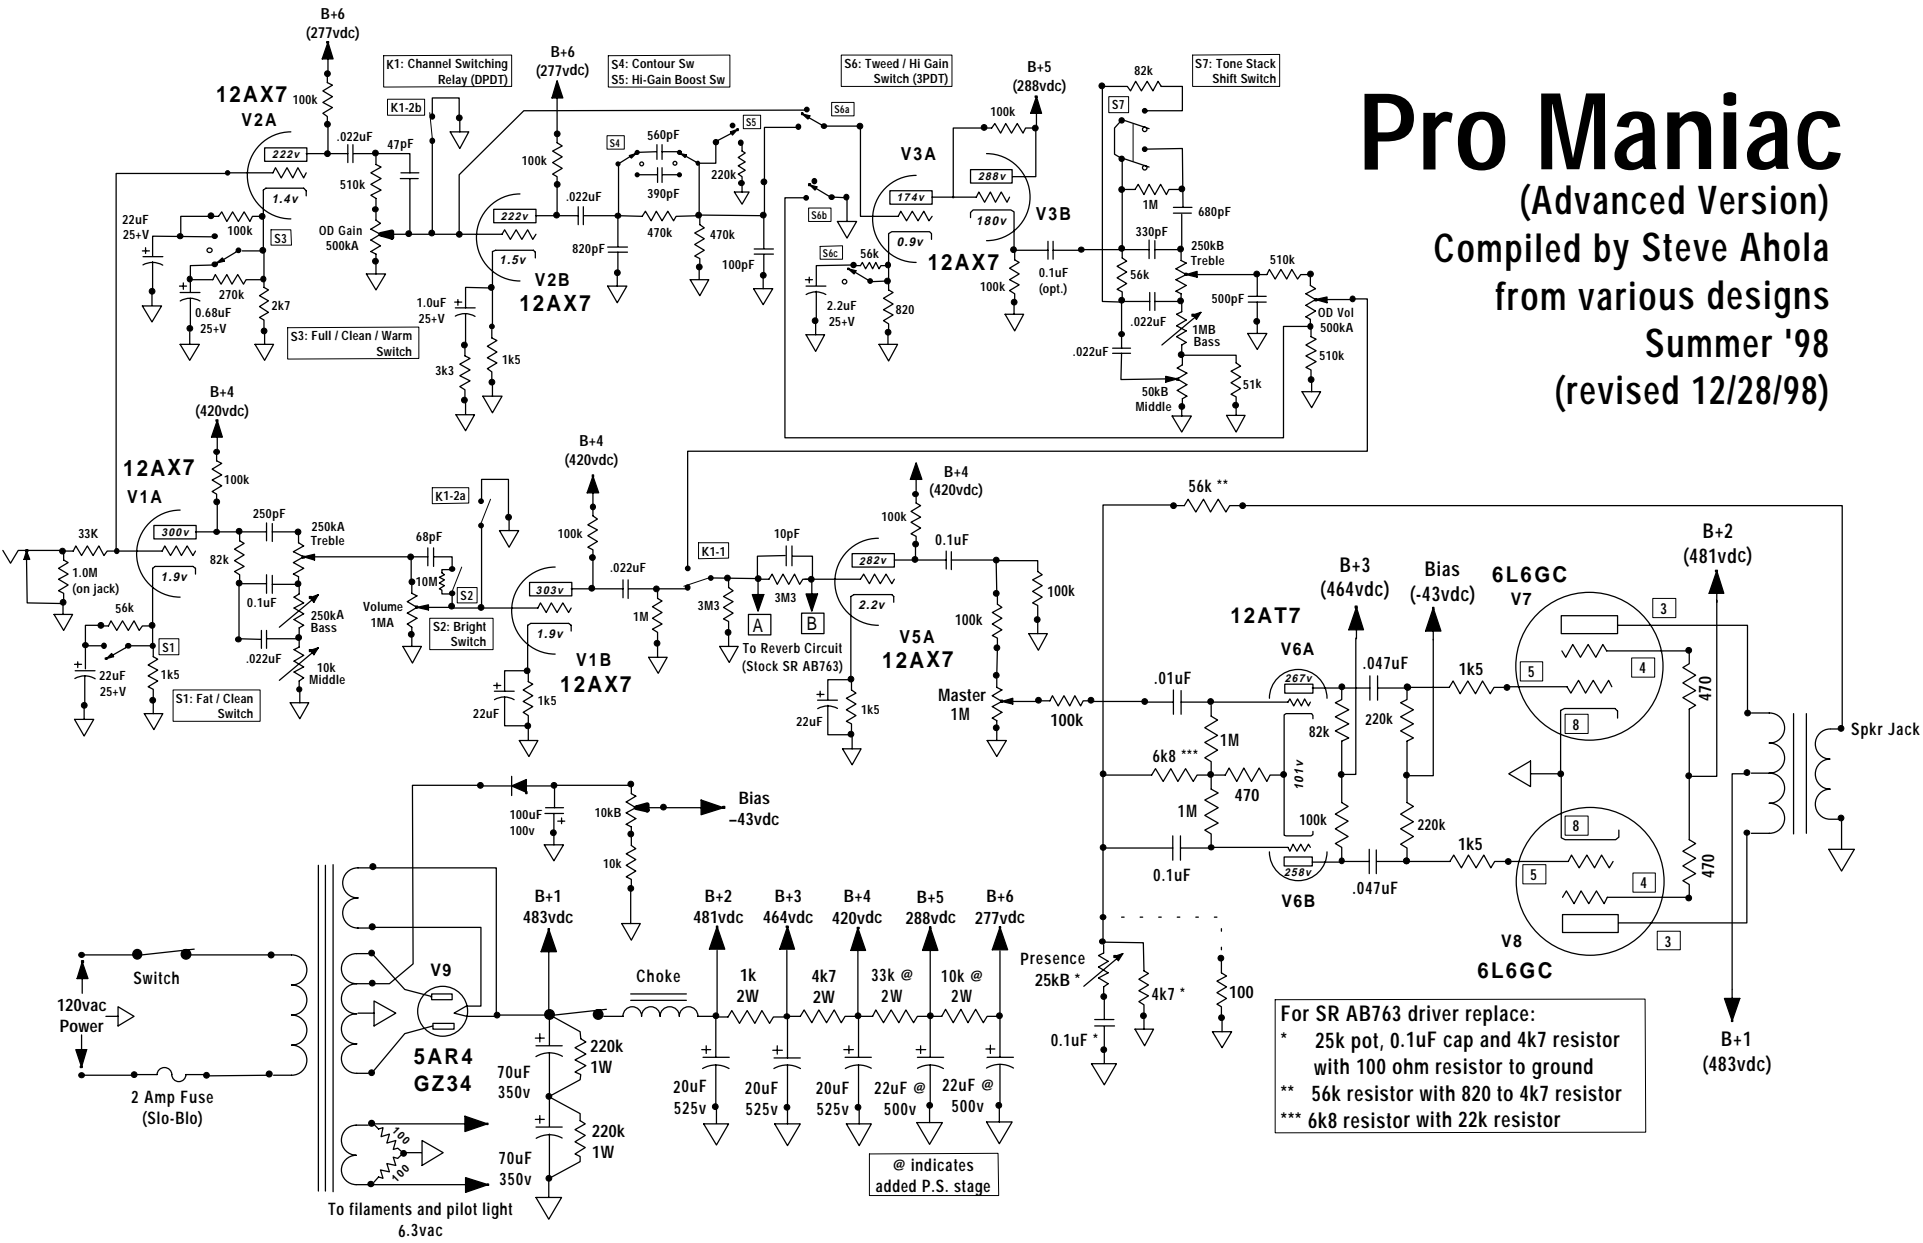 Pro Maniac
(Advanced Version)
Compiled by Steve Ahola
from various designs
Summer '98
(revised 12/28/98)
B+6
(277vdc)
K1: Channel Switching
Relay (DPDT)
B+6
(277vdc)
S4: Contour Sw
S5: Hi-Gain Boost Sw
S6: Tweed / Hi Gain
Switch (3PDT)
B+5
(288vdc)
S7: Tone Stack
Shift Switch
12AX7
V2A
100k
222v
1.4v
.022uF
47pF
K1-2b
510k
OD Gain
500kA
22uF
25+V
100k
S3
270k
0.68uF
25+V
2k7
S3: Full / Clean / Warm
Switch
100k
222v
1.5v
V2B
12AX7
1.0uF
25+V
3k3
1k5
.022uF
820pF
S4
560pF
390pF
470k
470k
S5
220k
100pF
S6a
S6b
S6c
56k
2.2uF
25+V
820
V3A
174v
0.9v
12AX7
100k
288v
180v
V3B
100k
0.1uF
(opt.)
82k
S7
1M
680pF
330pF
250kB
Treble
56k
.022uF
1MB
Bass
.022uF
50kB
Middle
51k
510k
500pF
OD Vol
500kA
510k
B+4
(420vdc)
12AX7
V1A
100k
33K
1.0M
(on jack)
300v
1.9v
56k
S1
22uF
25+V
1k5
S1: Fat / Clean
Switch
250pF
250kA
Treble
82k
0.1uF
250kA
Bass
.022uF
10k
Middle
K1-2a
68pF
10M
S2
Volume
1MA
S2: Bright
Switch
B+4
(420vdc)
100k
303v
1.9v
V1B
12AX7
22uF
1k5
.022uF
1M
K1-1
3M3
10pF
3M3
A
B
To Reverb Circuit
(Stock SR AB763)
B+4
(420vdc)
100k
282v
2.2v
V5A
12AX7
22uF
1k5
0.1uF
100k
100k
Master
1M
100k
56k **
B+3
(464vdc)
Bias
(-43vdc)
12AT7
V6A
267v
.01uF
1M
6k8 ***
470
101v
1M
0.1uF
258v
V6B
82k
100k
.047uF
220k
220k
.047uF
1k5
1k5
6L6GC
V7
3
4
5
8
470
B+2
(481vdc)
8
5
4
3
470
V8
6L6GC
Spkr Jack
B+1
(483vdc)
Presence
25kB *
4k7 *
0.1uF *
100
For SR AB763 driver replace:
* 25k pot, 0.1uF cap and 4k7 resistor
with 100 ohm resistor to ground
** 56k resistor with 820 to 4k7 resistor
*** 6k8 resistor with 22k resistor
100uF
100v
10kB
10k
Bias
–43vdc
Switch
120vac
Power
2 Amp Fuse
(Slo-Blo)
V9
5AR4
GZ34
100
100
To filaments and pilot light
6.3vac
B+1
483vdc
70uF
350v
220k
1W
70uF
350v
220k
1W
Choke
B+2
481vdc
B+3
464vdc
B+4
420vdc
B+5
288vdc
B+6
277vdc
1k
2W
4k7
2W
33k @
2W
10k @
2W
20uF
525v
20uF
525v
20uF
525v
22uF @
500v
22uF @
500v
@ indicates
added P.S. stage